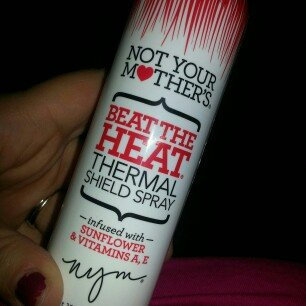 NOT YOUR
MOTHER'S.
BEAT THE
HEAT®
THERMAL
SHIELD SPRAY
infused with
SUNFLOWER
& VITAMINS A, E
nym.